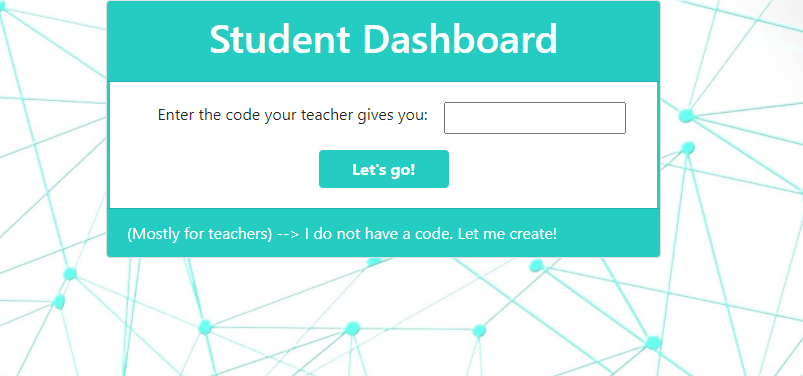 Student Dashboard
Enter the code your teacher gives you:
Let's go!
(Mostly for teachers) --> I do not have a code. Let me create!